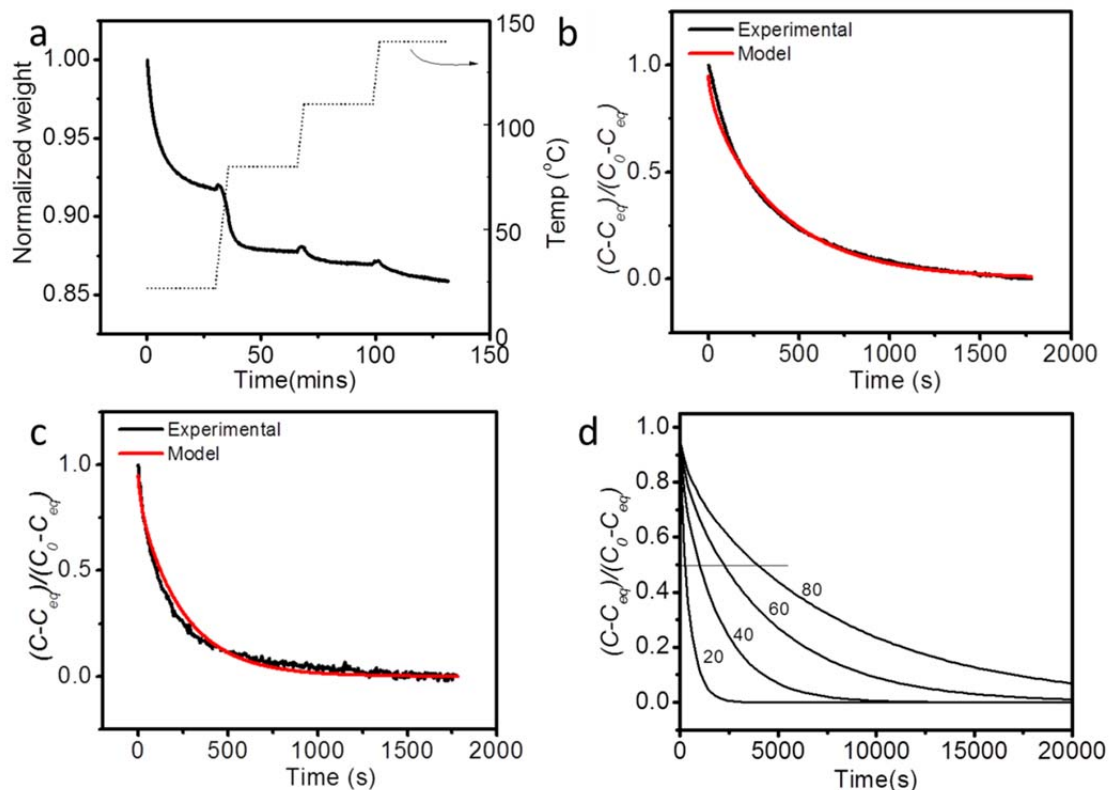 a
Normalized weight
1.00
0.95
0.90
0.85
0
50
100
150
Time(mins)
150
100
50
0
Temp (°C)
b
Experimental
Model
(C-C_eq)/(C_0-C_eq)
1.0
0.5
0.0
0
500
1000
1500
2000
Time (s)
c
Experimental
Model
(C-C_eq)/(C_0-C_eq)
1.0
0.5
0.0
0
500
1000
1500
2000
Time (s)
d
(C-C_eq)/(C_0-C_eq)
1.0
0.8
0.6
0.4
0.2
0.0
20
40
60
80
0
5000
10000
15000
20000
Time(s)